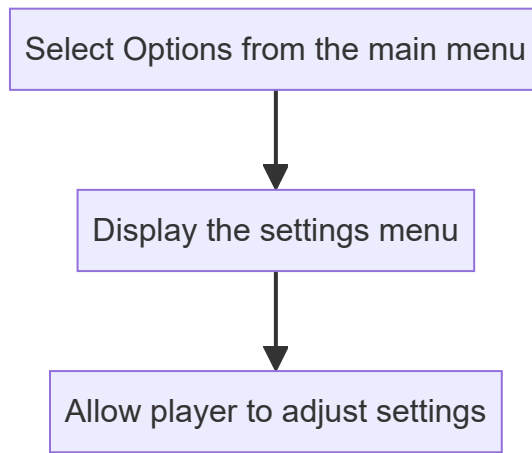 Select Options from the main menu
Display the settings menu
Allow player to adjust settings